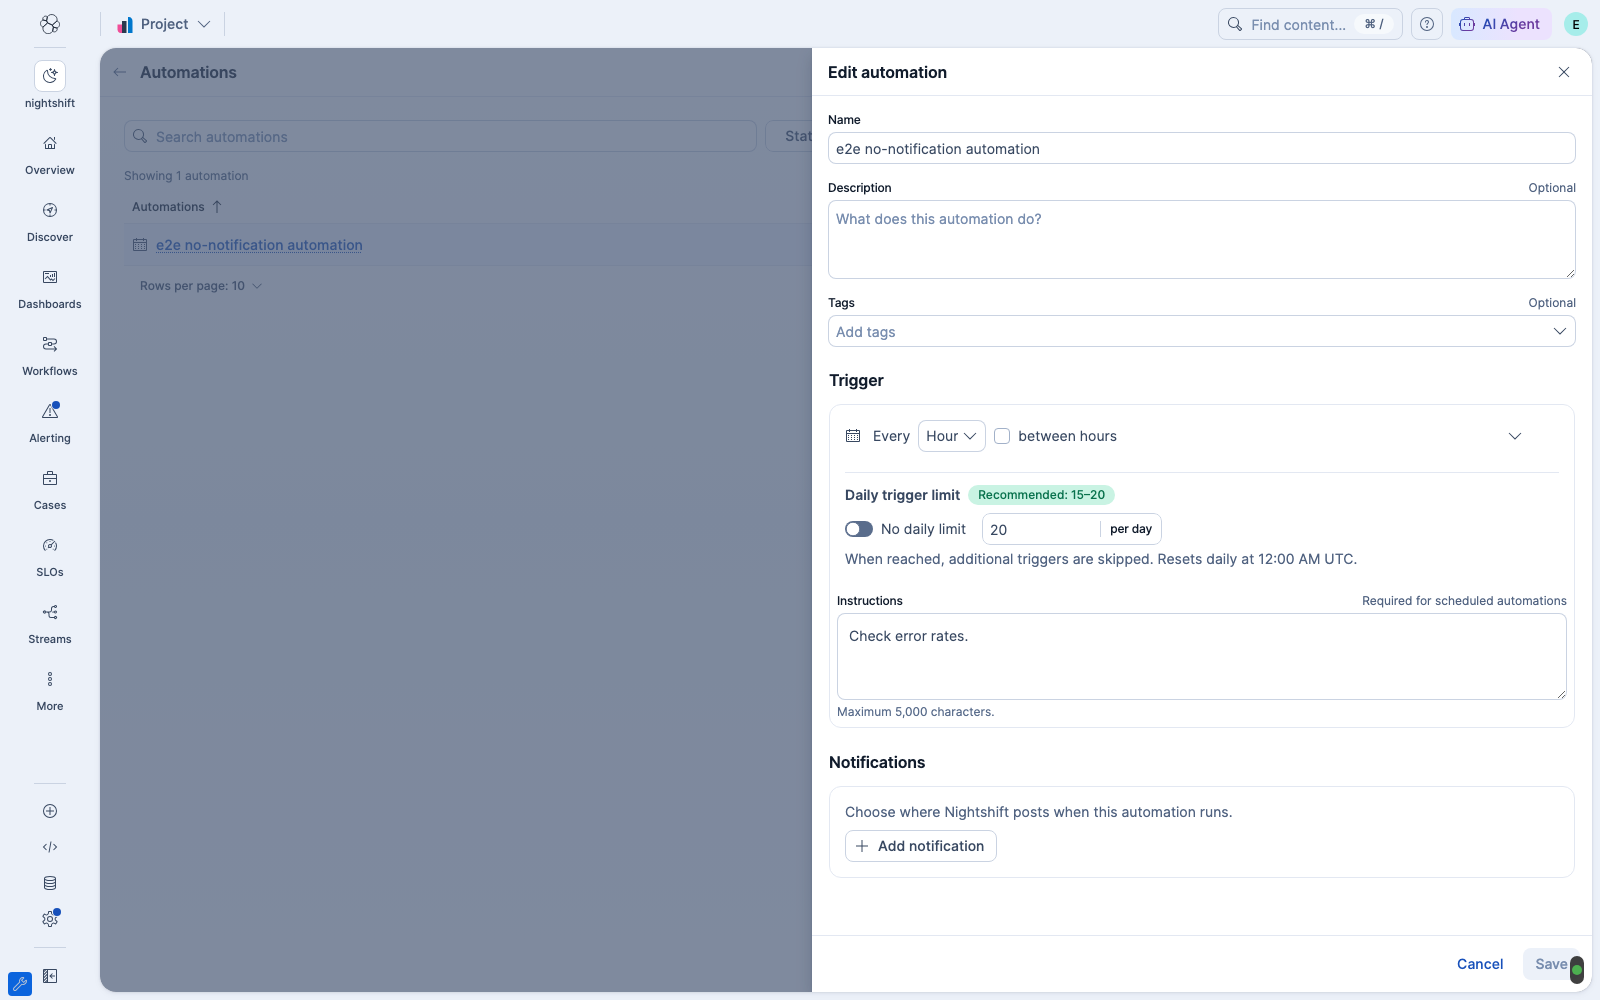 Project
Find content...
⌘ /
AI Agent
E
nightshift
Overview
Discover
Dashboards
Workflows
Alerting
Cases
SLOs
Streams
More
Automations
Search automations
Stat
Showing 1 automation
Automations
e2e no-notification automation
Rows per page: 10
Edit automation
Name
e2e no-notification automation
Description Optional
What does this automation do?
Tags Optional
Add tags
Trigger
Every Hour between hours
Daily trigger limit Recommended: 15–20
No daily limit 20 per day
When reached, additional triggers are skipped. Resets daily at 12:00 AM UTC.
Instructions Required for scheduled automations
Check error rates.
Maximum 5,000 characters.
Notifications
Choose where Nightshift posts when this automation runs.
Add notification
Cancel Save